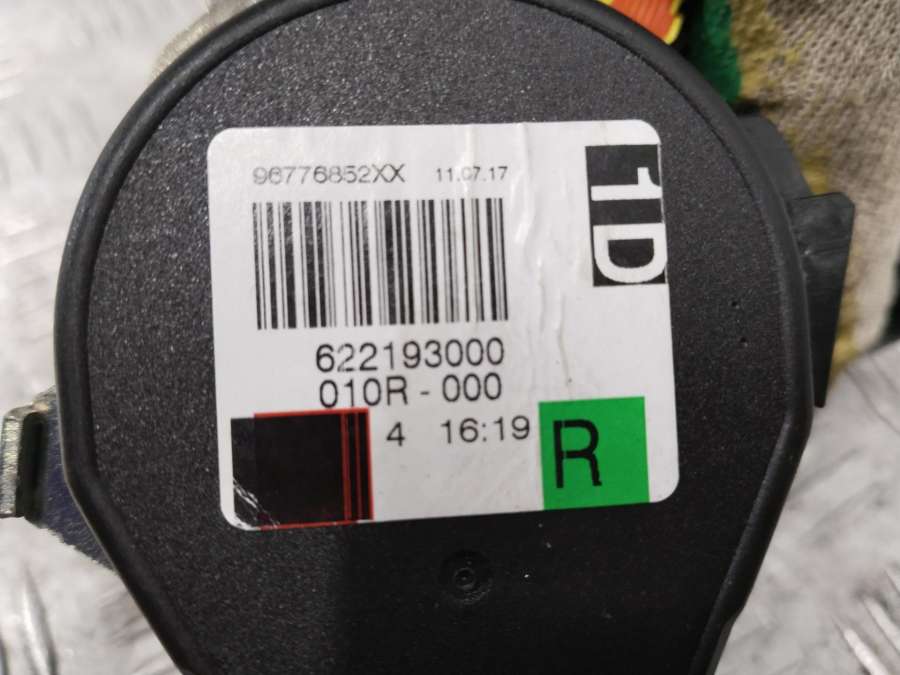 96776852XX 11.07.17
1D
622193000
010R - 000
4 16:19
R